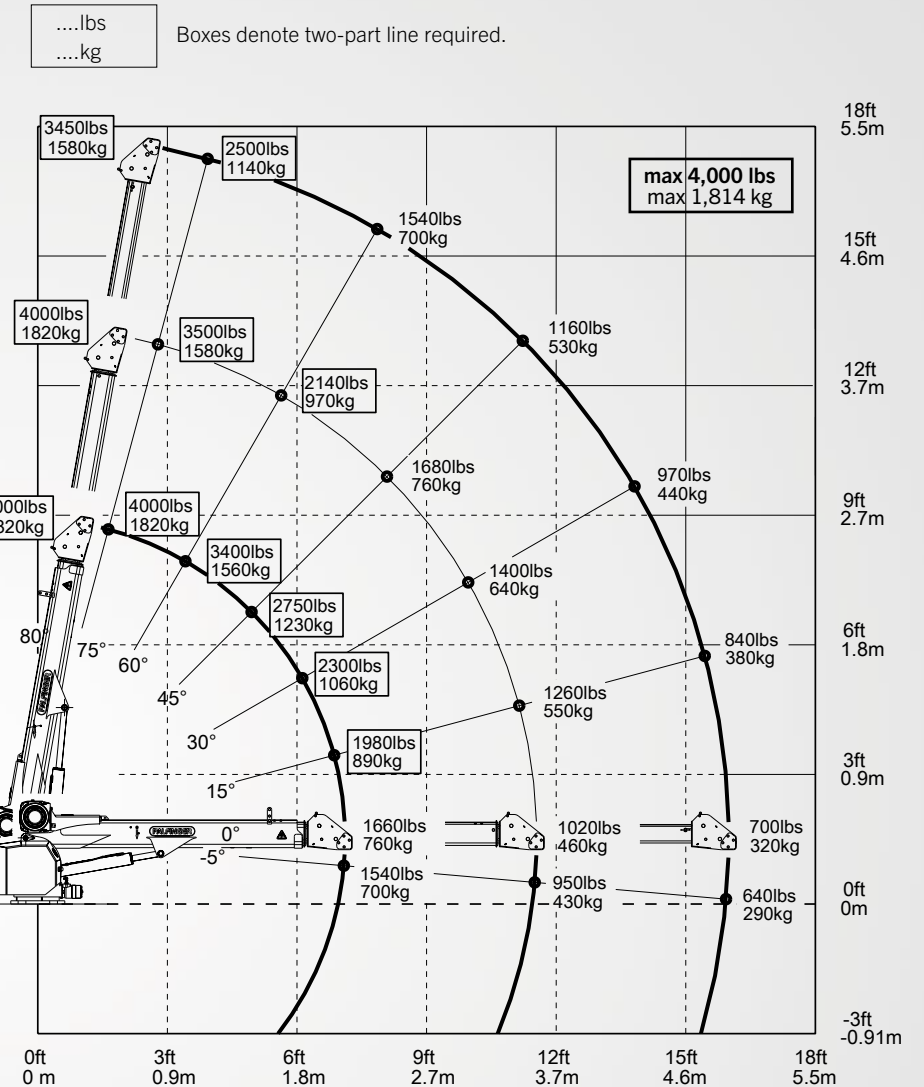 ....lbs
....kg
Boxes denote two-part line required.
18ft
5.5m
3450lbs
1580kg
2500lbs
1140kg
max 4,000 lbs
max 1,814 kg
1540lbs
700kg
15ft
4.6m
4000lbs
1820kg
3500lbs
1580kg
1160lbs
530kg
12ft
3.7m
2140lbs
970kg
1680lbs
760kg
970lbs
440kg
9ft
2.7m
000lbs
820kg
4000lbs
1820kg
3400lbs
1560kg
1400lbs
640kg
2750lbs
1230kg
80°
75°
60°
6ft
1.8m
840lbs
380kg
2300lbs
1060kg
45°
1260lbs
550kg
30°
1980lbs
890kg
15°
3ft
0.9m
PALFINGER
PALFINGER
0°
-5°
1660lbs
760kg
1020lbs
460kg
700lbs
320kg
1540lbs
700kg
950lbs
430kg
640lbs
290kg
0ft
0m
-3ft
-0.91m
0ft 3ft 6ft 9ft 12ft 15ft 18ft
0 m 0.9m 1.8m 2.7m 3.7m 4.6m 5.5m